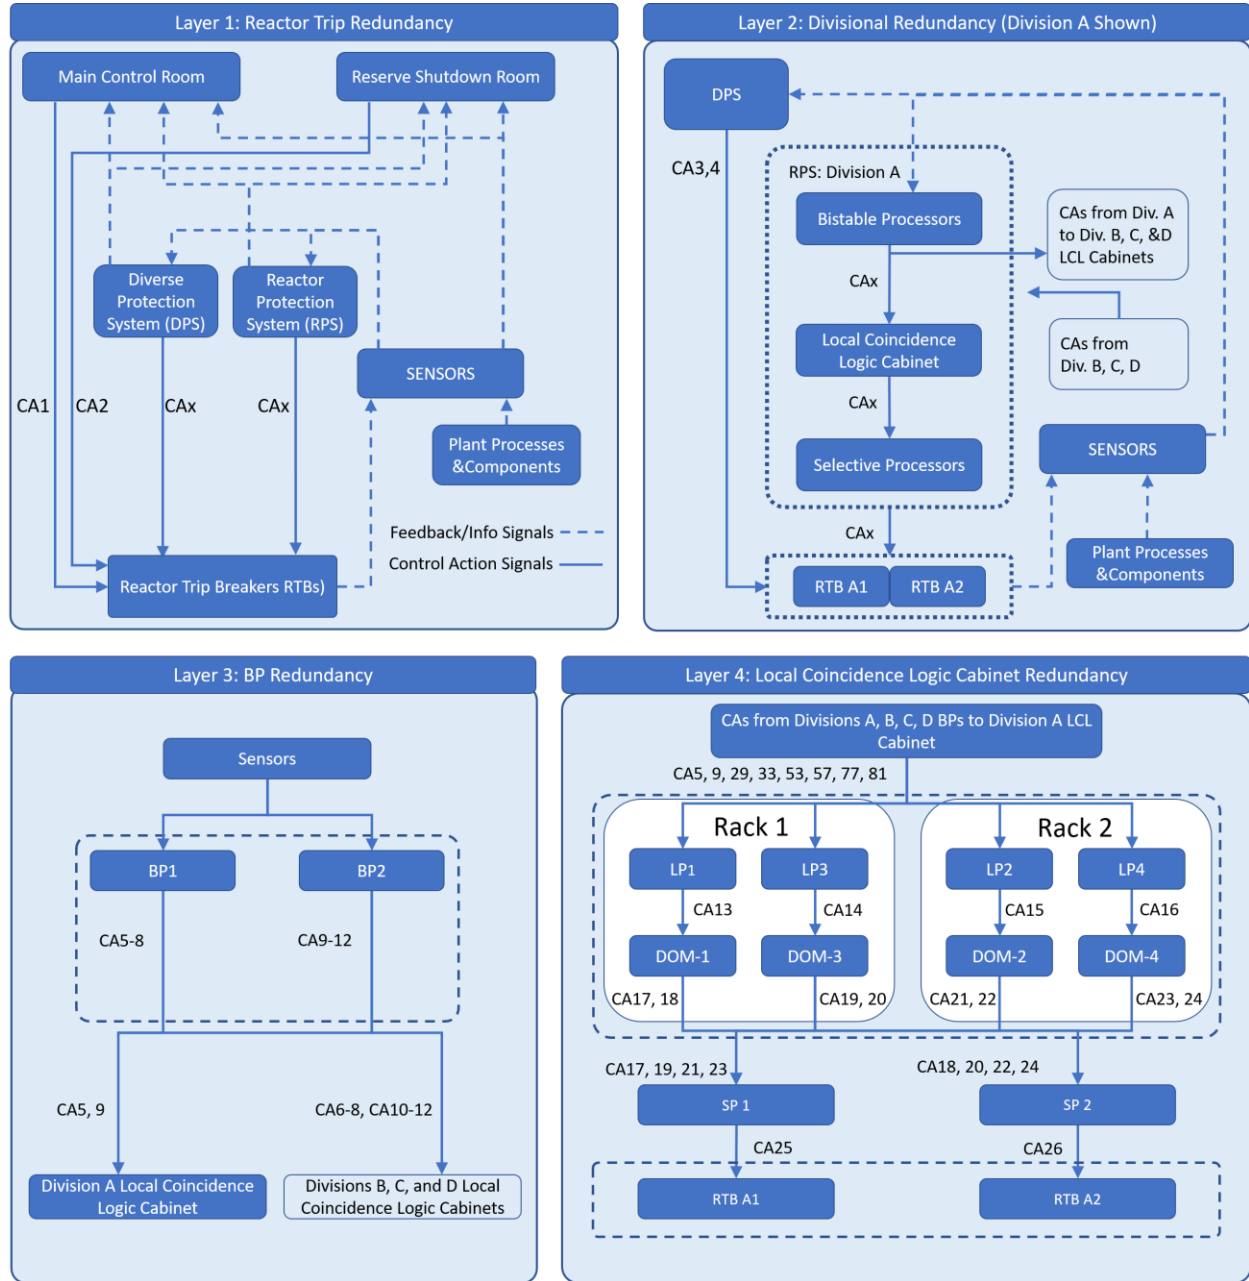 Layer 1: Reactor Trip Redundancy
Main Control Room
Reserve Shutdown Room
Diverse
Protection
System (DPS)
Reactor
Protection
System (RPS)
SENSORS
CA1
CA2
CAx
CAx
Plant Processes
&Components
Feedback/Info Signals
Control Action Signals
Reactor Trip Breakers RTBs)
Layer 2: Divisional Redundancy (Division A Shown)
DPS
CA3,4
RPS: Division A
Bistable Processors
CAs from Div. A
to Div. B, C, &D
LCL Cabinets
CAx
Local Coincidence
Logic Cabinet
CAs from
Div. B, C, D
CAx
Selective Processors
SENSORS
CAx
Plant Processes
&Components
RTB A1
RTB A2
Layer 3: BP Redundancy
Sensors
BP1
BP2
CA5-8
CA9-12
CA5, 9
CA6-8, CA10-12
Division A Local Coincidence
Logic Cabinet
Divisions B, C, and D Local
Coincidence Logic Cabinets
Layer 4: Local Coincidence Logic Cabinet Redundancy
CAs from Divisions A, B, C, D BPs to Division A LCL
Cabinet
CA5, 9, 29, 33, 53, 57, 77, 81
Rack 1
Rack 2
LP1
LP3
LP2
LP4
CA13
CA14
CA15
CA16
DOM-1
DOM-3
DOM-2
DOM-4
CA17, 18
CA19, 20
CA21, 22
CA23, 24
CA17, 19, 21, 23
CA18, 20, 22, 24
SP 1
SP 2
CA25
CA26
RTB A1
RTB A2